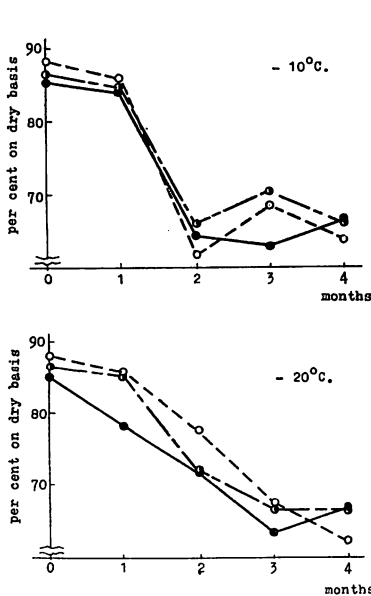 90
80
70
per cent on dry basis
- 10°C.
0 1 2 3 4
months
90
80
70
per cent on dry basis
- 20°C.
0 1 2 3 4
months